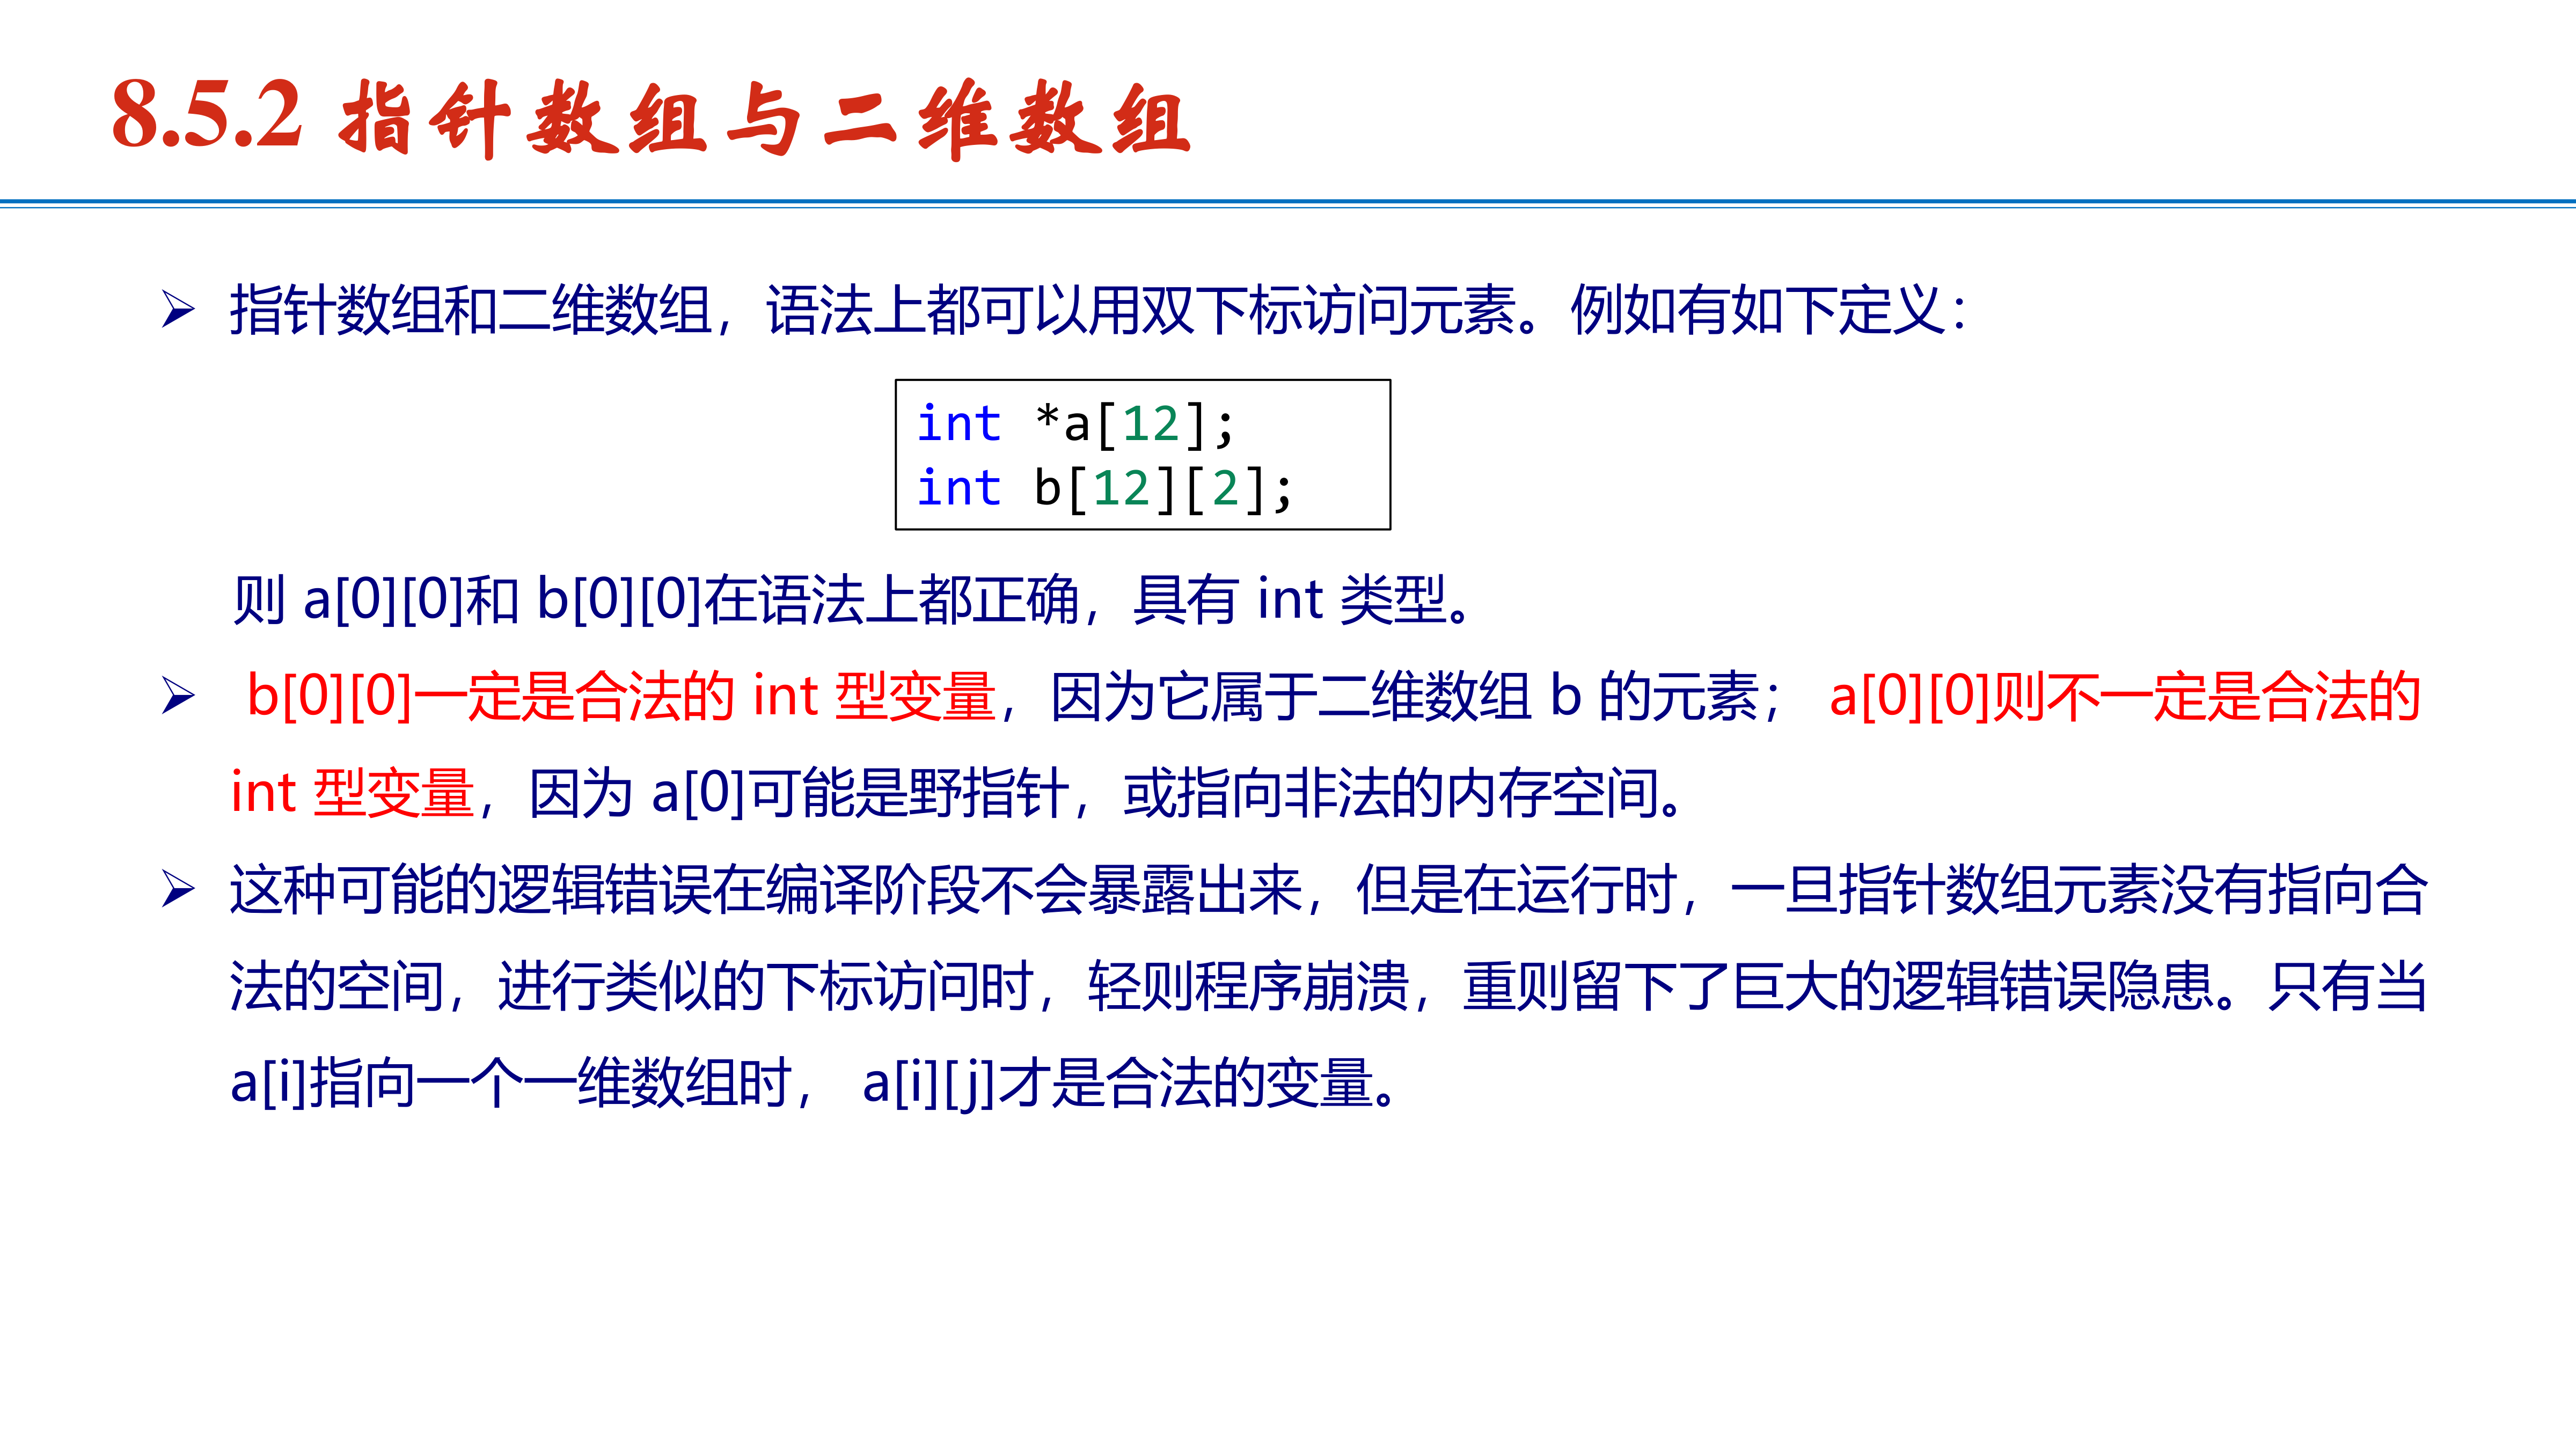 8.5.2 指针数组与二维数组
指针数组和二维数组，语法上都可以用双下标访问元素。例如有如下定义：
int *a[12];
int b[12][2];
则 a[0][0]和 b[0][0]在语法上都正确，具有 int 类型。
b[0][0]一定是合法的 int 型变量，因为它属于二维数组 b 的元素； a[0][0]则不一定是合法的
int 型变量，因为 a[0]可能是野指针，或指向非法的内存空间。
这种可能的逻辑错误在编译阶段不会暴露出来，但是在运行时，一旦指针数组元素没有指向合
法的空间，进行类似的下标访问时，轻则程序崩溃，重则留下了巨大的逻辑错误隐患。只有当
a[i]指向一个一维数组时， a[i][j]才是合法的变量。